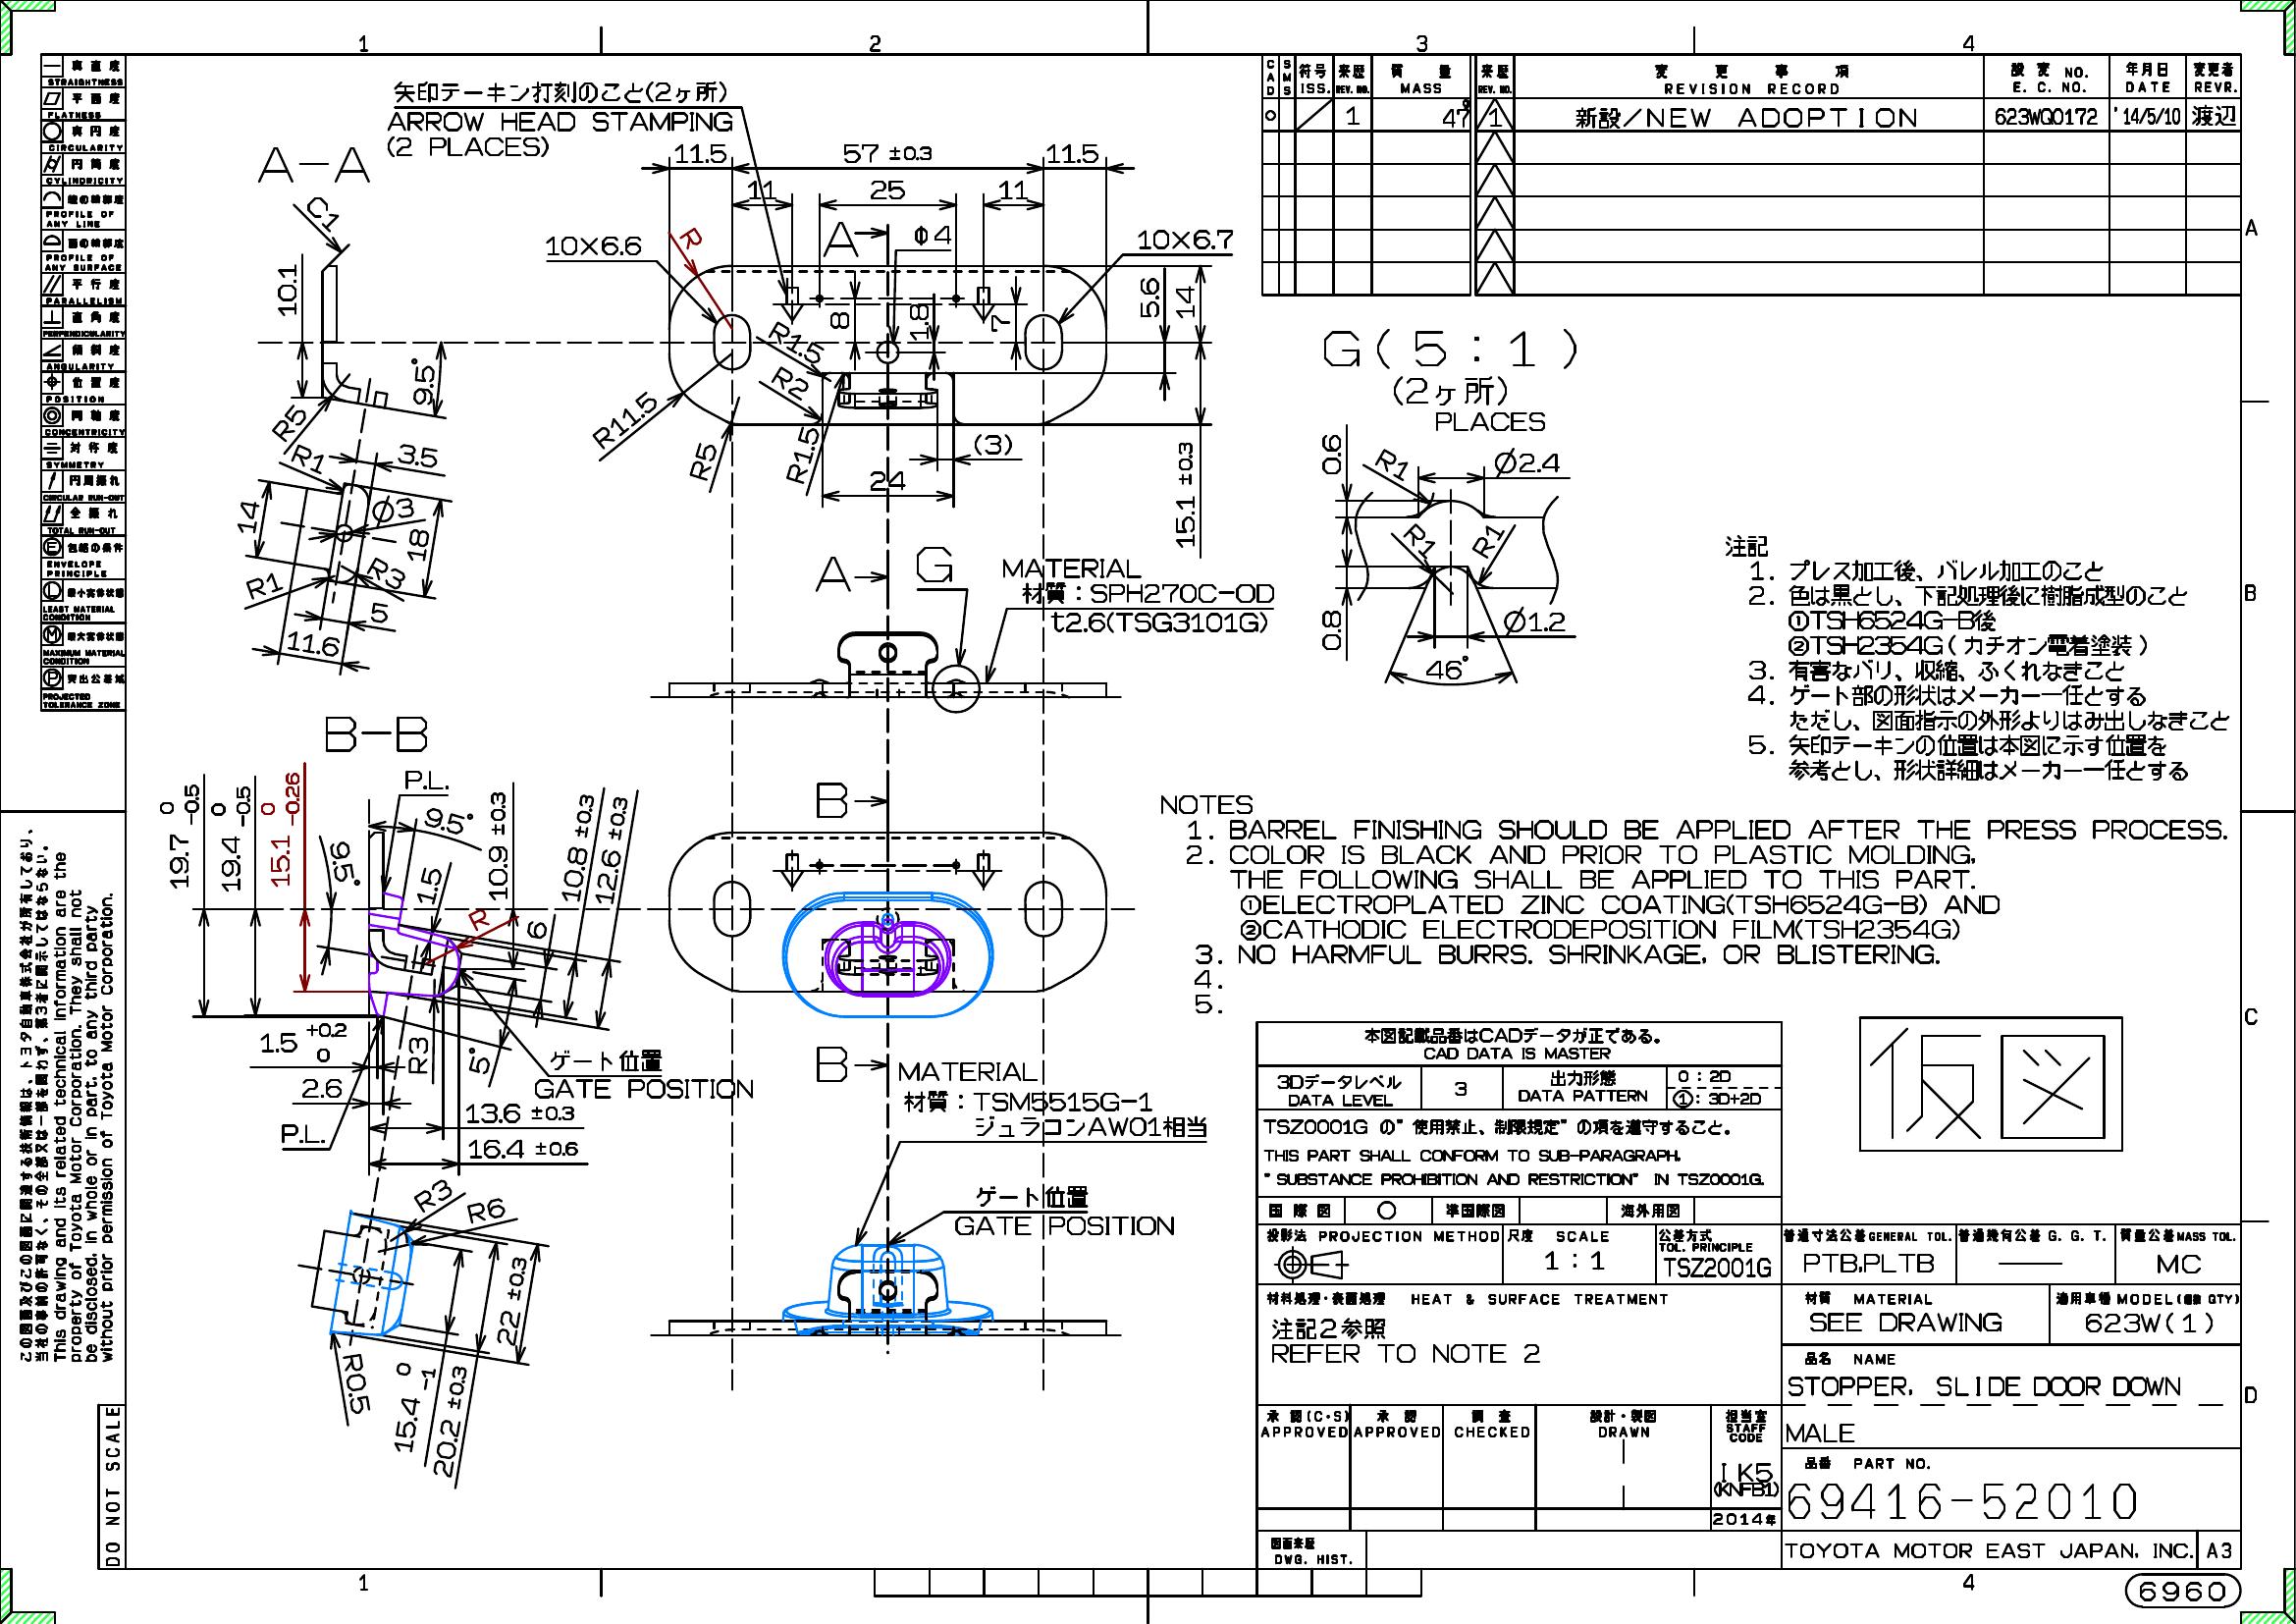 1
2
3
4
真直度
STRAIGHTNESS
平面度
FLATNESS
真円度
CIRCULARITY
円筒度
CYLINDRICITY
線の輪郭度
PROFILE OF
ANY LINE
面の輪郭度
PROFILE OF
ANY SURFACE
平行度
PARALLELISM
直角度
PERPENDICULARITY
傾斜度
ANGULARITY
位置度
POSITION
同軸度
CONCENTRICITY
対称度
SYMMETRY
円周振れ
CIRCULAR RUN-OUT
全振れ
TOTAL RUN-OUT
Ⓔ 包絡の条件
ENVELOPE
PRINCIPLE
Ⓛ 最小実体状態
LEAST MATERIAL
CONDITION
Ⓜ 最大実体状態
MAXIMUM MATERIAL
CONDITION
Ⓟ 突出公差域
PROJECTED
TOLERANCE ZONE
この図面及びこの図面に関連する技術情報は、トヨタ自動車株式会社が所有しており、
当社の事前の許可なく、その全部又は一部を問わず、第3者に開示してはならない。
This drawing and its related technical information are the
property of Toyota Motor Corporation. They shall not
be disclosed, in whole or in part, to any third party
without prior permission of Toyota Motor Corporation.
DO NOT SCALE
矢印テーキン打刻のこと(2ヶ所)
ARROW HEAD STAMPING
(2 PLACES)
A-A
C1
10.1
9.5°
R5
R1
3.5
14
Ø3
18
R1
R3
5
11.6
11.5
57 ±0.3
11.5
11
25
11
A
φ4
10×6.6
R
10×6.7
5.6
14
8
1.8
7
R1.5
R2
R11.5
R5
R1.5
(3)
24
15.1 ±0.3
A
G
MATERIAL
材質：SPH270C-OD
t2.6(TSG3101G)
B-B
P.L.
19.7 0 -0.5
19.4 0 -0.5
15.1 0 -0.26
9.5°
9.5°
1.5
R
10.9 ±0.3
10.8 ±0.3
12.6 ±0.3
6
1.5 +0.2 0
2.6
R3
5°
ゲート位置
GATE POSITION
13.6 ±0.3
16.4 ±0.6
P.L.
R3
R6
22 ±0.3
R0.5
15.4 0 -1
20.2 ±0.3
B
B
MATERIAL
材質：TSM5515G-1
ジュラコンAW01相当
ゲート位置
GATE POSITION
CAD
SMS
符号
ISS.
来歴
REV. NO.
質量
MASS
来歴
REV. NO.
変更事項
REVISION RECORD
設変 NO.
E. C. NO.
年月日
DATE
変更者
REVR.
1
47g
1
新設/NEW ADOPTION
623WQ0172
'14/5/10
渡辺
G(5:1)
(2ヶ所)
PLACES
0.6
R1
Ø2.4
R1
R1
0.8
Ø1.2
46°
注記
1. プレス加工後、バレル加工のこと
2. 色は黒とし、下記処理後に樹脂成型のこと
①TSH6524G-B後
②TSH2354G(カチオン電着塗装)
3. 有害なバリ、収縮、ふくれなきこと
4. ゲート部の形状はメーカー一任とする
ただし、図面指示の外形よりはみ出しなきこと
5. 矢印テーキンの位置は本図に示す位置を
参考とし、形状詳細はメーカー一任とする
NOTES
1. BARREL FINISHING SHOULD BE APPLIED AFTER THE PRESS PROCESS.
2. COLOR IS BLACK AND PRIOR TO PLASTIC MOLDING,
THE FOLLOWING SHALL BE APPLIED TO THIS PART.
①ELECTROPLATED ZINC COATING(TSH6524G-B) AND
②CATHODIC ELECTRODEPOSITION FILM(TSH2354G)
3. NO HARMFUL BURRS, SHRINKAGE, OR BLISTERING.
4.
5.
本図記載品番はCADデータが正である。
CAD DATA IS MASTER
3Dデータレベル
DATA LEVEL
3
出力形態
DATA PATTERN
0：2D
①：3D+2D
TSZ0001G の"使用禁止、制限規定"の項を遵守すること。
THIS PART SHALL CONFORM TO SUB-PARAGRAPH,
"SUBSTANCE PROHIBITION AND RESTRICTION" IN TSZ0001G.
国際図
○
準国際図
海外用図
仮図
投影法 PROJECTION METHOD
尺度 SCALE
1:1
公差方式
TOL. PRINCIPLE
TSZ2001G
普通寸法公差GENERAL TOL.
PTB,PLTB
普通幾何公差 G. G. T.
質量公差MASS TOL.
MC
材料処理・表面処理 HEAT & SURFACE TREATMENT
注記2参照
REFER TO NOTE 2
材質 MATERIAL
SEE DRAWING
適用車種 MODEL(個数 QTY)
623W(1)
品名 NAME
STOPPER, SLIDE DOOR DOWN
MALE
承認(C・S)
APPROVED
承認
APPROVED
調査
CHECKED
設計・製図
DRAWN
担当室
STAFF
CODE
IK5
(KNFB1)
2014年
品番 PART NO.
69416-52010
図面来歴
DWG. HIST.
TOYOTA MOTOR EAST JAPAN, INC.
A3
A
B
C
D
1
4
6960